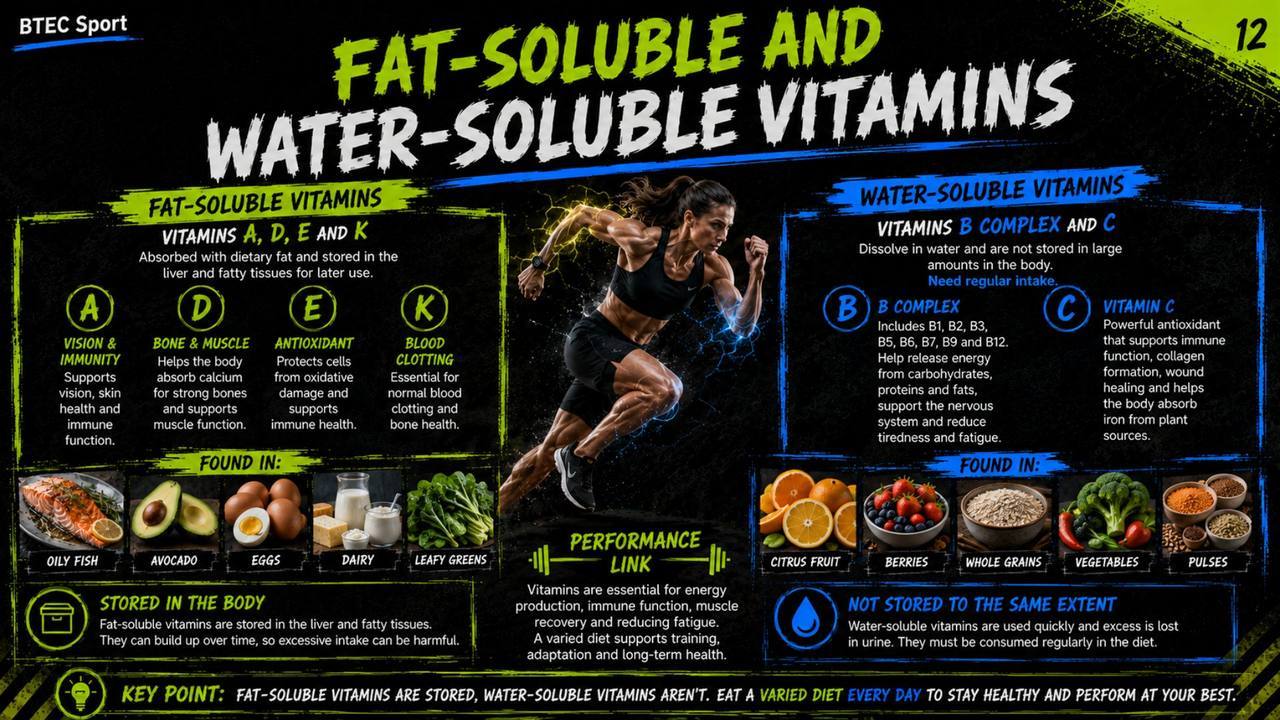 BTEC Sport
12
FAT-SOLUBLE AND
WATER-SOLUBLE VITAMINS
FAT-SOLUBLE VITAMINS
VITAMINS A, D, E AND K
Absorbed with dietary fat and stored in the
liver and fatty tissues for later use.
A
VISION &
IMMUNITY
Supports
vision, skin
health and
immune
function.
D
BONE & MUSCLE
Helps the body
absorb calcium
for strong bones
and supports
muscle function.
E
ANTIOXIDANT
Protects cells
from oxidative
damage and
supports
immune health.
K
BLOOD
CLOTTING
Essential for
normal blood
clotting and
bone health.
FOUND IN:
OILY FISH
AVOCADO
EGGS
DAIRY
LEAFY GREENS
STORED IN THE BODY
Fat-soluble vitamins are stored in the liver and fatty tissues.
They can build up over time, so excessive intake can be harmful.
PERFORMANCE
LINK
Vitamins are essential for energy
production, immune function, muscle
recovery and reducing fatigue.
A varied diet supports training,
adaptation and long-term health.
WATER-SOLUBLE VITAMINS
VITAMINS B COMPLEX AND C
Dissolve in water and are not stored in large
amounts in the body.
Need regular intake.
B
B COMPLEX
Includes B1, B2, B3,
B5, B6, B7, B9 and B12.
Help release energy
from carbohydrates,
proteins and fats,
support the nervous
system and reduce
tiredness and fatigue.
C
VITAMIN C
Powerful antioxidant
that supports immune
function, collagen
formation, wound
healing and helps
the body absorb
iron from plant
sources.
FOUND IN:
CITRUS FRUIT
BERRIES
WHOLE GRAINS
VEGETABLES
PULSES
NOT STORED TO THE SAME EXTENT
Water-soluble vitamins are used quickly and excess is lost
in urine. They must be consumed regularly in the diet.
KEY POINT: FAT-SOLUBLE VITAMINS ARE STORED, WATER-SOLUBLE VITAMINS AREN'T. EAT A VARIED DIET EVERY DAY TO STAY HEALTHY AND PERFORM AT YOUR BEST.